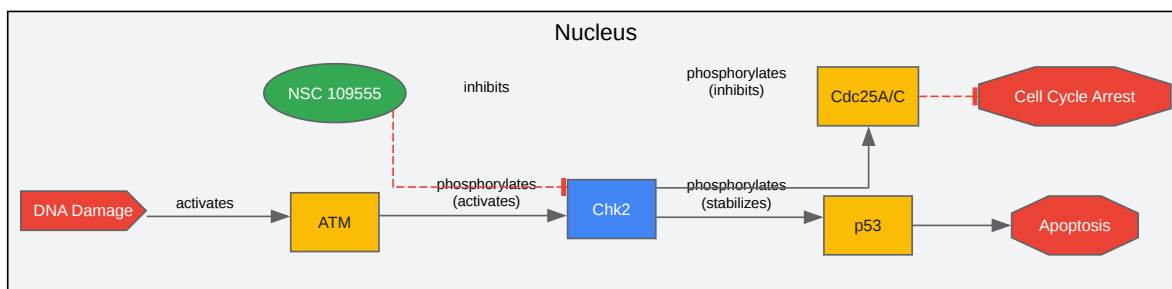 Nucleus
NSC 109555
inhibits
phosphorylates
(inhibits)
Cdc25A/C
Cell Cycle Arrest
DNA Damage
activates
ATM
phosphorylates
(activates)
Chk2
phosphorylates
(stabilizes)
p53
Apoptosis